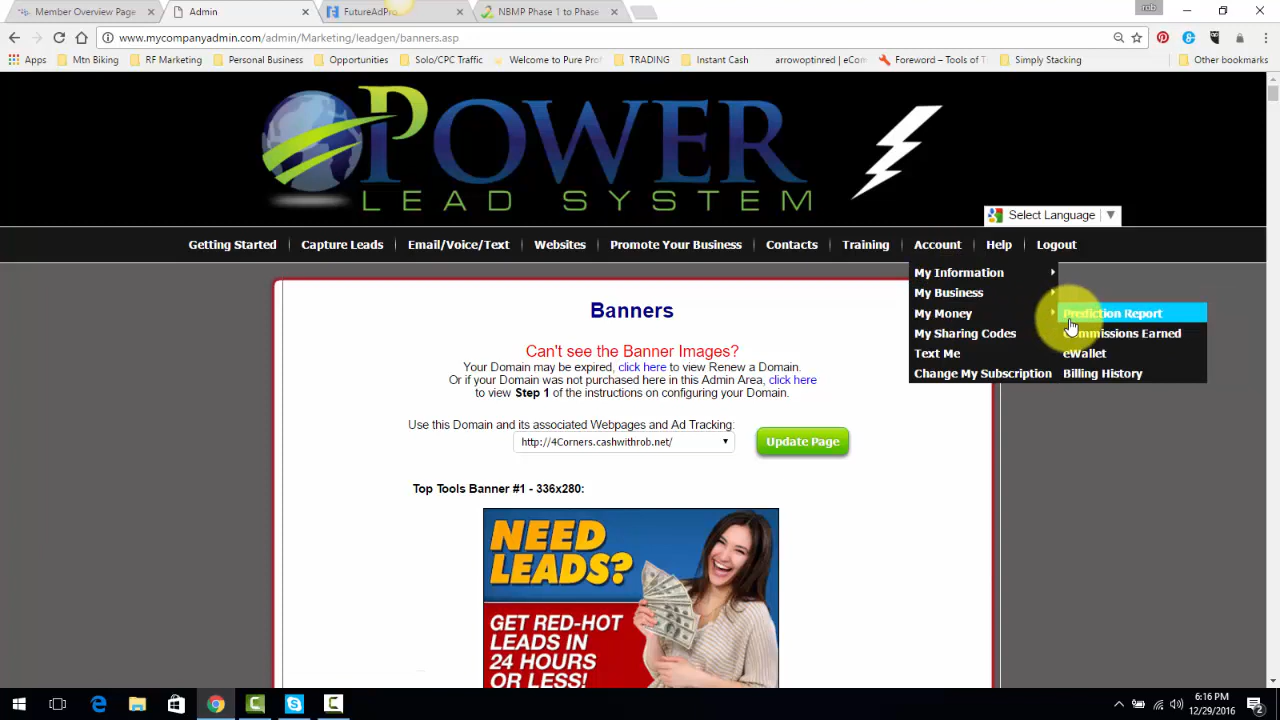 Member Overview Page
Admin
FutureAdPro
NBMP Phase 1 to Phase
rob
www.mycompanyadmin.com/admin/Marketing/leadgen/banners.asp
Apps
Mtn Biking
RF Marketing
Personal Business
Opportunities
Solo/CPC Traffic
Welcome to Pure Pro
TRADING
Instant Cash
arrowoptinred | eCom
Foreword – Tools of T
Simply Stacking
Other bookmarks
POWER
LEAD SYSTEM
Select Language
Getting Started
Capture Leads
Email/Voice/Text
Websites
Promote Your Business
Contacts
Training
Account
Help
Logout
My Information
My Business
My Money
My Sharing Codes
Text Me
Change My Subscription
Prediction Report
Commissions Earned
eWallet
Billing History
Banners
Can't see the Banner Images?
Your Domain may be expired, click here to view Renew a Domain.
Or if your Domain was not purchased here in this Admin Area, click here
to view Step 1 of the instructions on configuring your Domain.
Use this Domain and its associated Webpages and Ad Tracking:
http://4Corners.cashwithrob.net/
Update Page
Top Tools Banner #1 - 336x280:
NEED
LEADS?
GET RED-HOT
LEADS IN
24 HOURS
OR LESS!
6:16 PM
12/29/2016
2